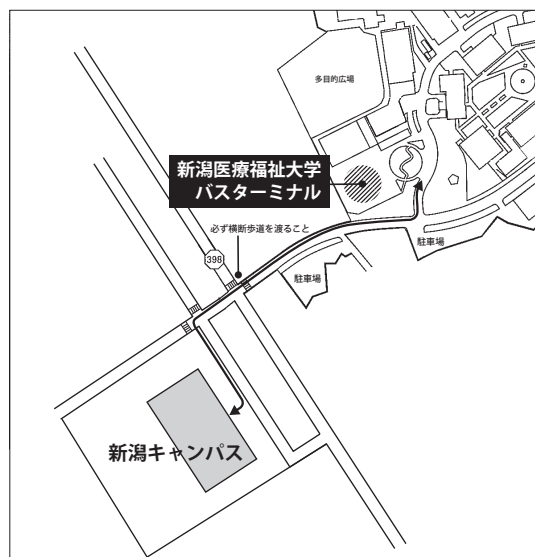 多目的広場
新潟医療福祉大学
バスターミナル
必ず横断歩道を渡ること
398
駐車場
駐車場
新潟キャンパス